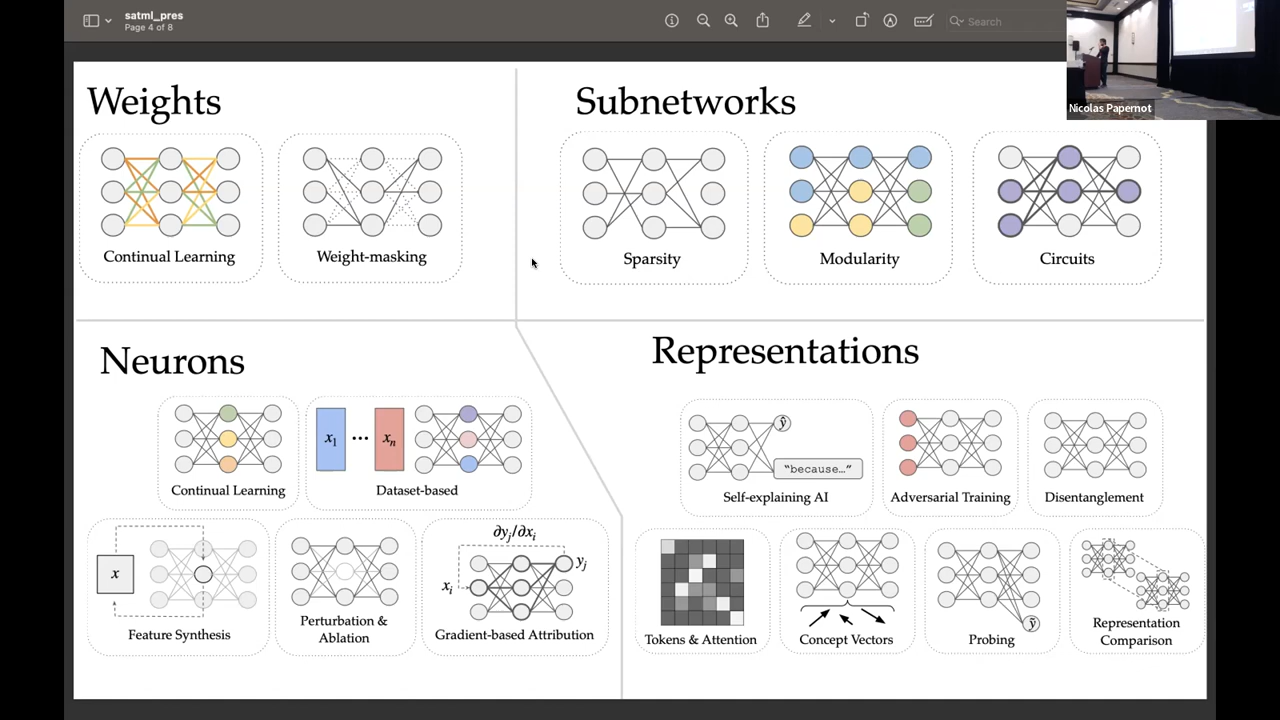 satml_pres
Page 4 of 8
Search
Nicolas Papernot
Weights
Continual Learning
Weight-masking
Subnetworks
Sparsity
Modularity
Circuits
Neurons
Continual Learning
x₁ ... xₙ
Dataset-based
x
Feature Synthesis
Perturbation &
Ablation
∂yⱼ/∂xᵢ
yⱼ
xᵢ
Gradient-based Attribution
Representations
ŷ
“because…”
Self-explaining AI
Adversarial Training
Disentanglement
Tokens & Attention
Concept Vectors
ỹ
Probing
Representation
Comparison